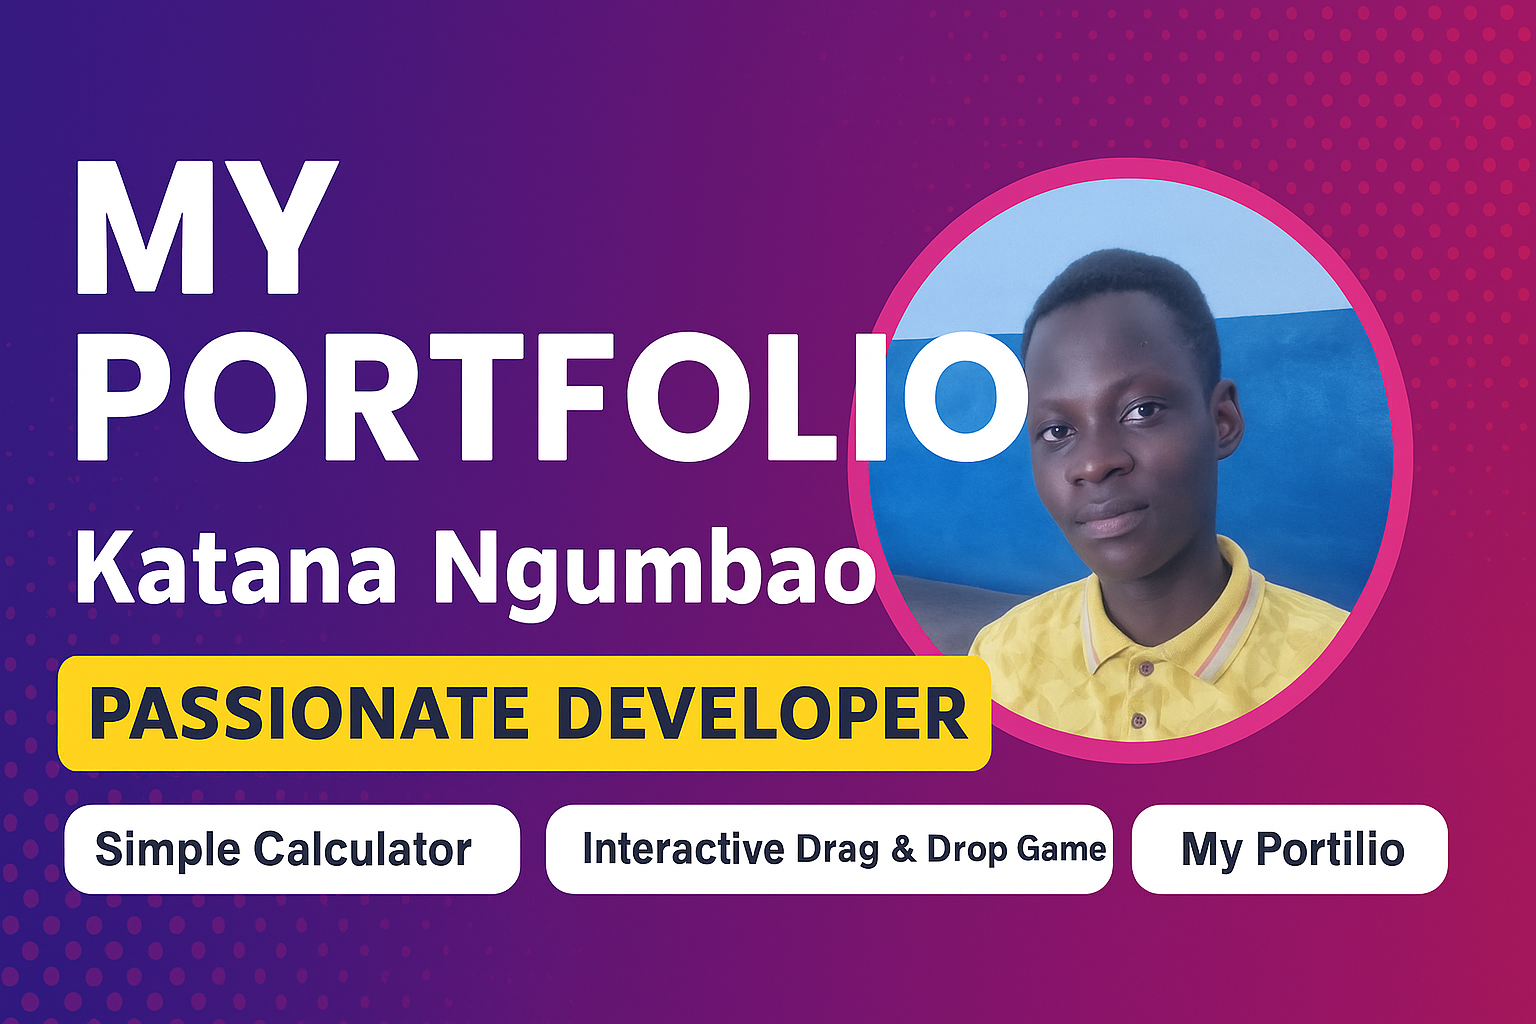 MY
PORTFOLIO
Katana Ngumbao
PASSIONATE DEVELOPER
Simple Calculator
Interactive Drag & Drop Game
My Portilio